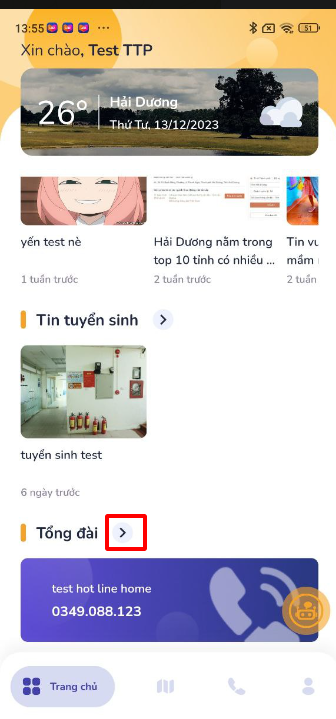 13:55
51
Xin chào, Test TTP
26°
Hải Dương
Thứ Tư, 13/12/2023
yến test nè
1 tuần trước
Hải Dương nằm trong
top 10 tỉnh có nhiều ...
2 tuần trước
Tin vu
mầm r
2 tuần
Tin tuyển sinh
tuyển sinh test
6 ngày trước
Tổng đài
test hot line home
0349.088.123
Trang chủ